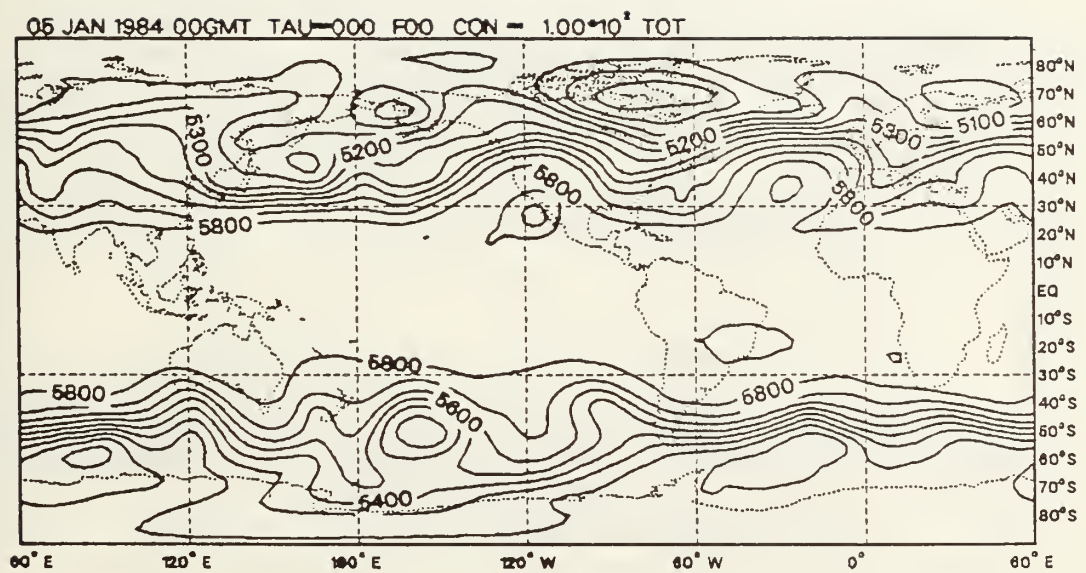 05 JAN 1984 00GMT TAU=000 F00 CON = 1.00*10² TOT
80°N
70°N
60°N
50°N
40°N
30°N
20°N
10°N
EQ
10°S
20°S
30°S
40°S
50°S
60°S
70°S
80°S
5300
5200
5200
5300
5100
5800
5800
5800
5800
5800
5800
5600
5400
60° E
120° E
180° E
120° W
60° W
0°
60° E